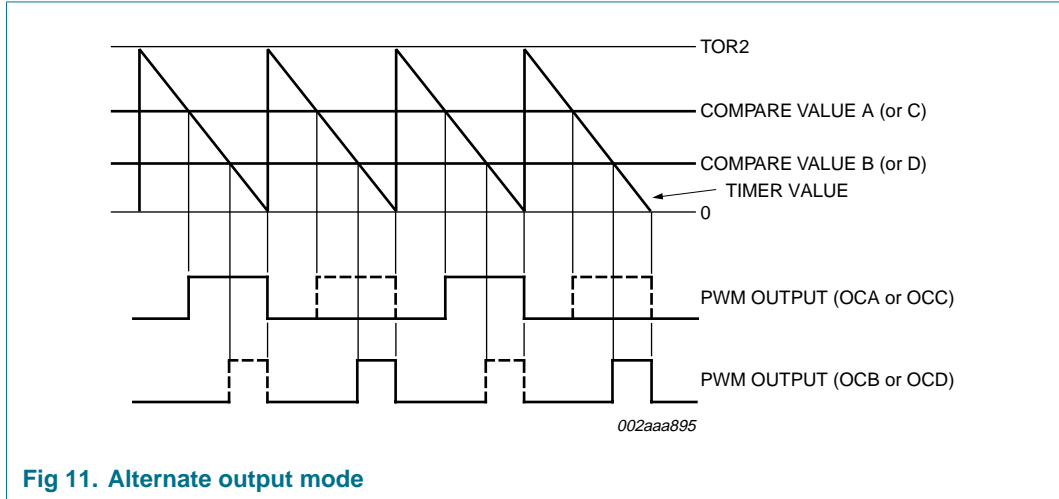 TOR2
COMPARE VALUE A (or C)
COMPARE VALUE B (or D)
TIMER VALUE
0
PWM OUTPUT (OCA or OCC)
PWM OUTPUT (OCB or OCD)
002aaa895
Fig 11. Alternate output mode